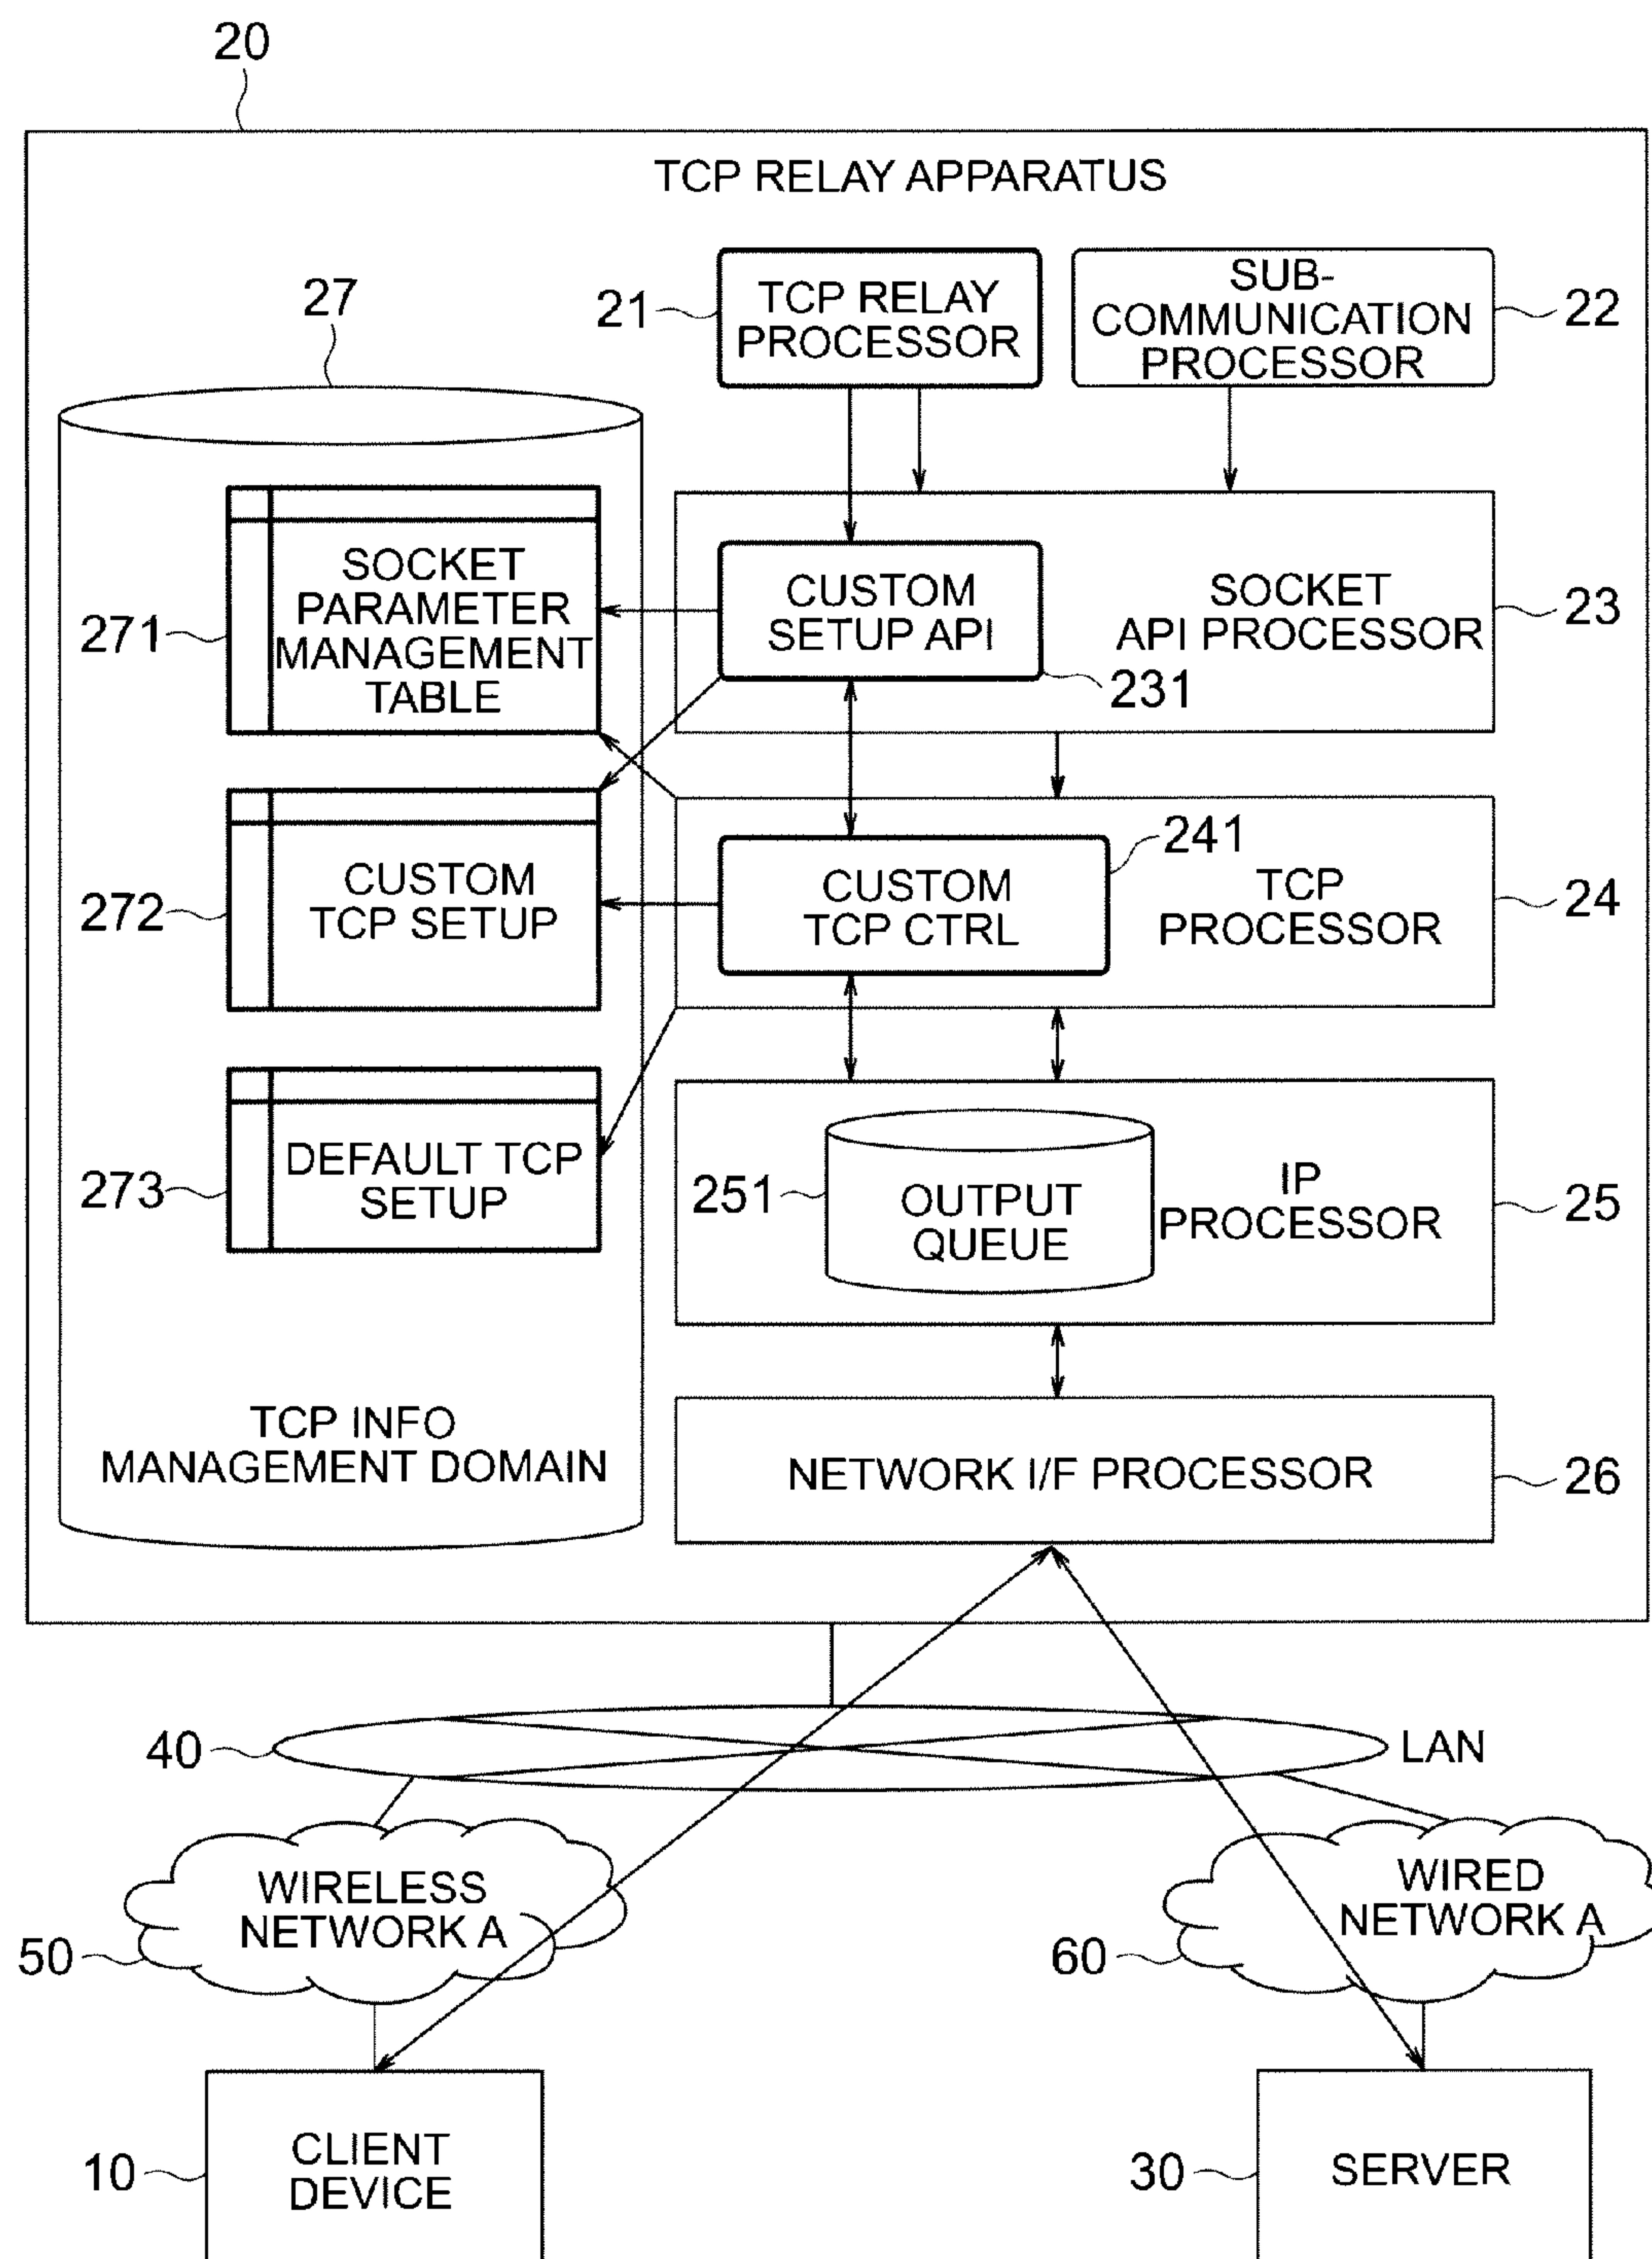 20
TCP RELAY APPARATUS
27
21
TCP RELAY
PROCESSOR
SUB-
COMMUNICATION
PROCESSOR
22
271
SOCKET
PARAMETER
MANAGEMENT
TABLE
CUSTOM
SETUP API
231
SOCKET
API PROCESSOR
23
272
CUSTOM
TCP SETUP
CUSTOM
TCP CTRL
241
TCP
PROCESSOR
24
273
DEFAULT TCP
SETUP
251
OUTPUT
QUEUE
IP
PROCESSOR
25
TCP INFO
MANAGEMENT DOMAIN
NETWORK I/F PROCESSOR
26
40
LAN
WIRELESS
NETWORK A
50
WIRED
NETWORK A
60
10
CLIENT
DEVICE
30
SERVER